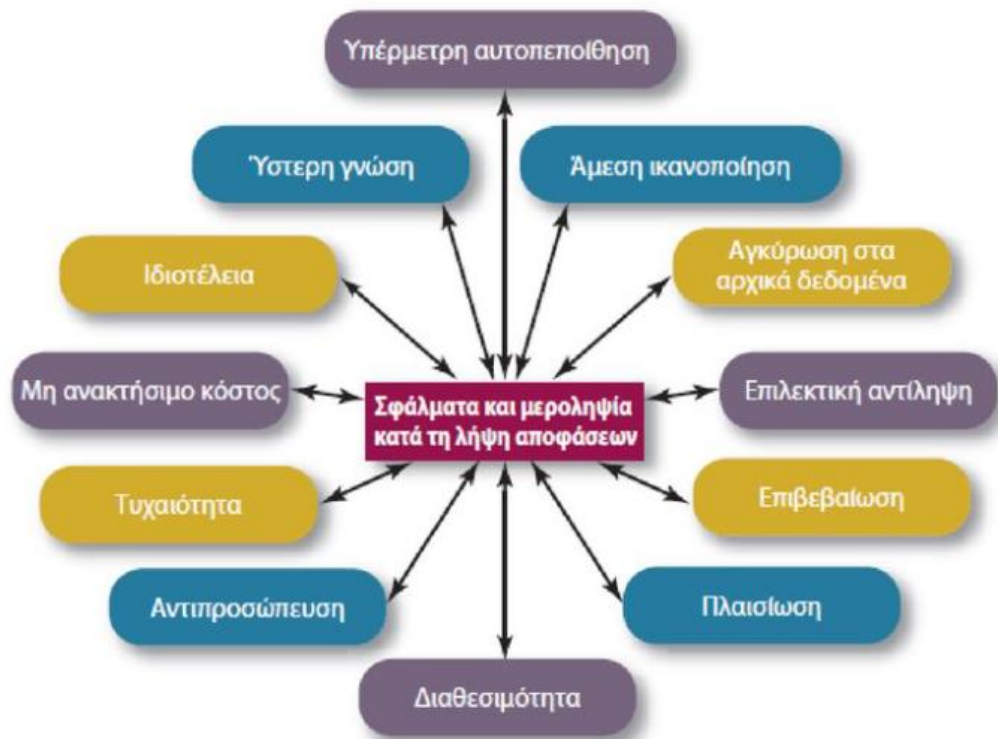 Υπέρμετρη αυτοπεποίθηση
Ύστερη γνώση
Άμεση ικανοποίηση
Ιδιοτέλεια
Αγκύρωση στα
αρχικά δεδομένα
Μη ανακτήσιμο κόστος
Σφάλματα και μεροληψία
κατά τη λήψη αποφάσεων
Επιλεκτική αντίληψη
Τυχαιότητα
Επιβεβαίωση
Αντιπροσώπευση
Πλαισίωση
Διαθεσιμότητα